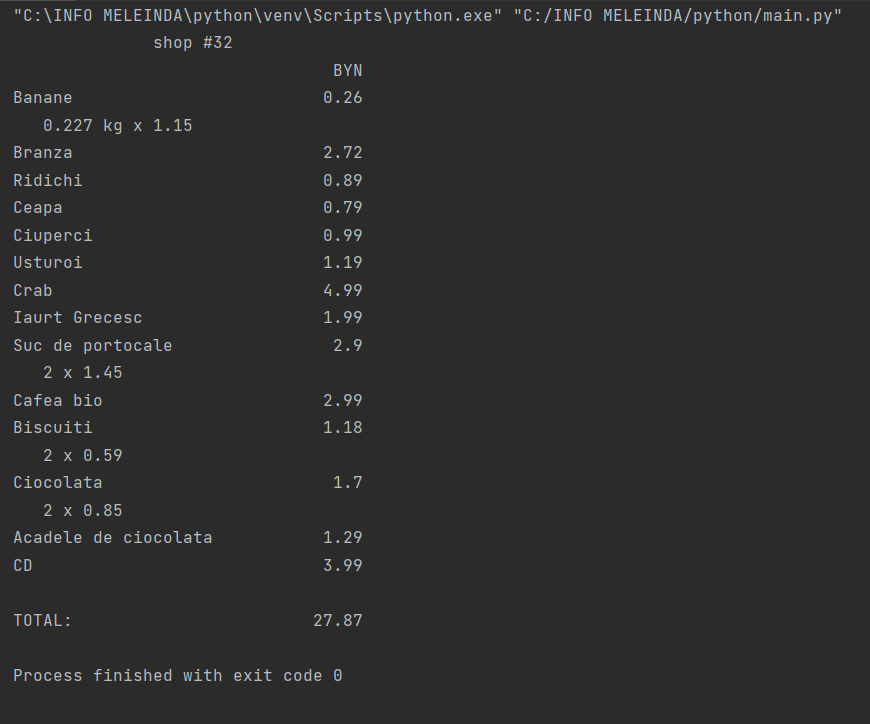 "C:\INFO MELEINDA\python\venv\Scripts\python.exe" "C:/INFO MELEINDA/python/main.py"
shop #32
BYN
Banane 0.26
0.227 kg x 1.15
Branza 2.72
Ridichi 0.89
Ceapa 0.79
Ciuperci 0.99
Usturoi 1.19
Crab 4.99
Iaurt Grecesc 1.99
Suc de portocale 2.9
2 x 1.45
Cafea bio 2.99
Biscuiti 1.18
2 x 0.59
Ciocolata 1.7
2 x 0.85
Acadele de ciocolata 1.29
CD 3.99
TOTAL: 27.87
Process finished with exit code 0